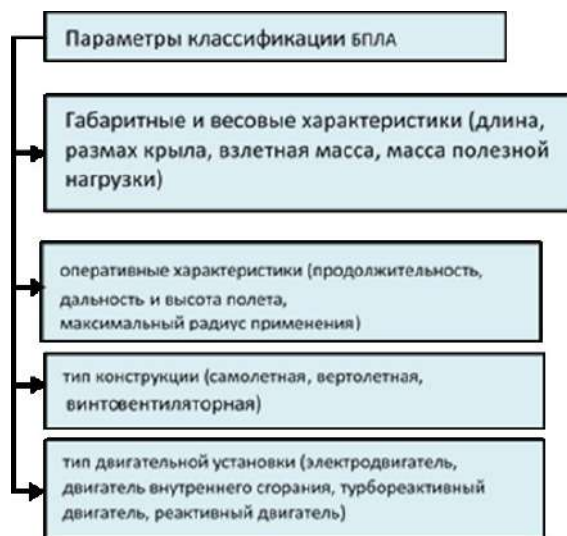 Параметры классификации БПЛА
Габаритные и весовые характеристики (длина,
размах крыла, взлетная масса, масса полезной
нагрузки)
оперативные характеристики (продолжительность,
дальность и высота полета,
максимальный радиус применения)
тип конструкции (самолетная, вертолетная,
винтовентиляторная)
тип двигательной установки (электродвигатель,
двигатель внутреннего сгорания, турбореактивный
двигатель, реактивный двигатель)